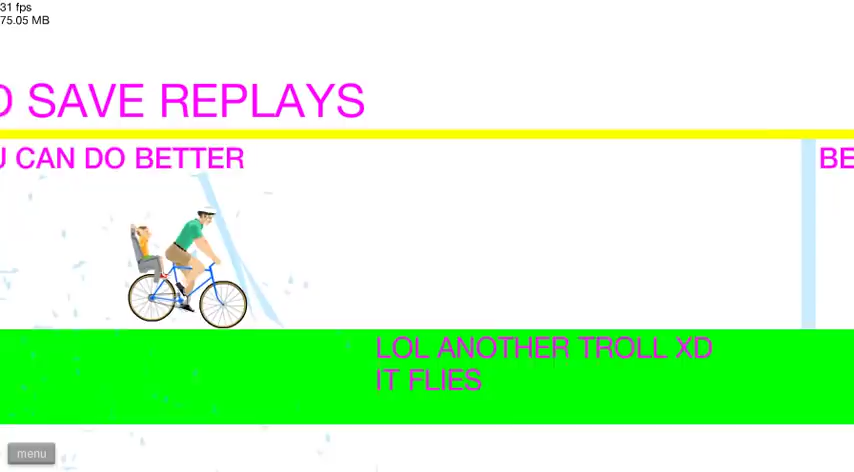 31 fps
75.05 MB
SAVE REPLAYS
CAN DO BETTER
BE
LOL ANOTHER TROLL XD
IT FLIES
menu